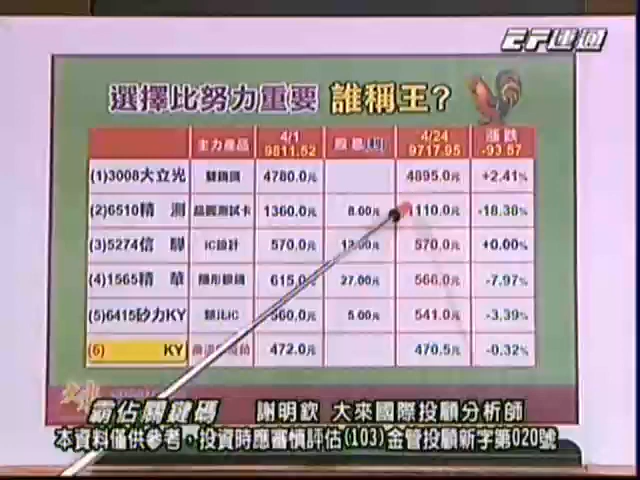 EF運通
選擇比努力重要 誰稱王?
主力產品 4/1 9811.52 股息(利) 4/24 9717.95 漲跌 -93.57
(1)3008大立光 雙鏡頭 4780.0元 4895.0元 +2.41%
(2)6510精 測 晶圓測試卡 1360.0元 8.00元 1110.0元 -18.38%
(3)5274信 驊 IC設計 570.0元 570.0元 +0.00%
(4)1565精 華 隱形眼鏡 615.0元 27.00元 566.0元 -7.97%
(5)6415矽力KY 類比IC 560.0元 5.00元 541.0元 -3.39%
(6) KY 472.0元 470.5元 -0.32%
霸佔關鍵碼 謝明欽 大來國際投顧分析師
本資料僅供參考，投資時應審慎評估(103)金管投顧新字第020號